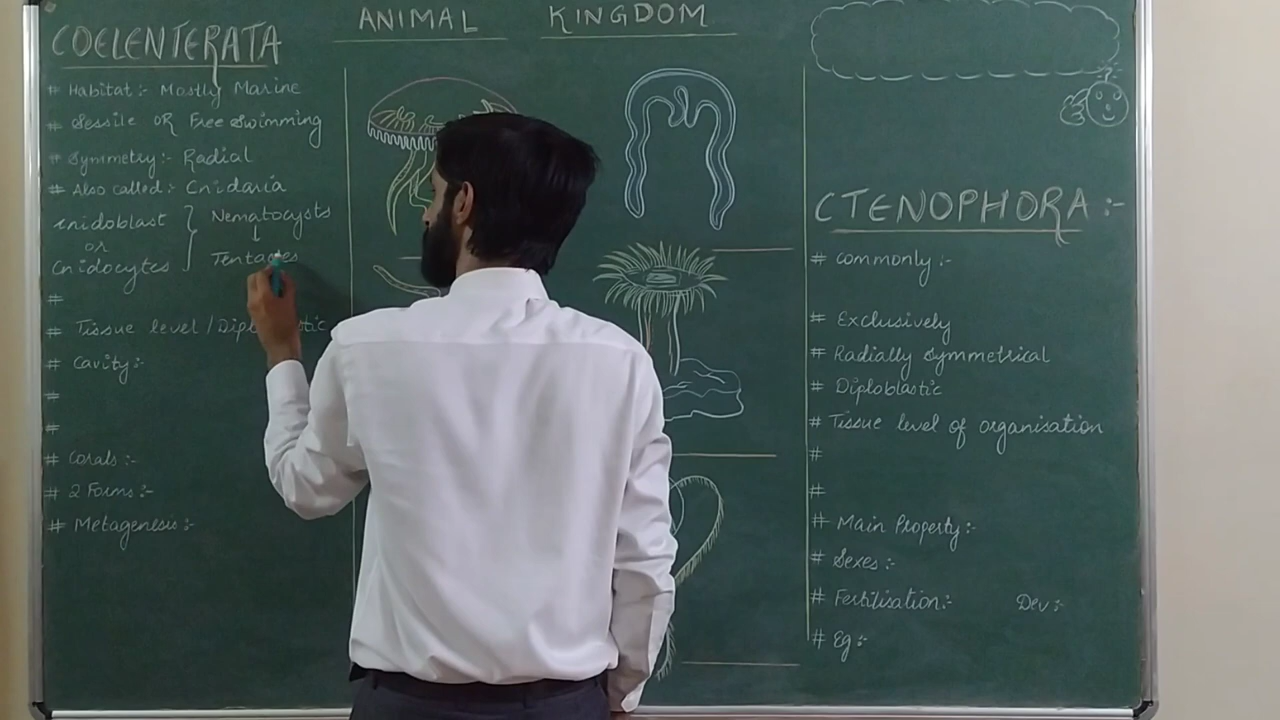 ANIMAL KINGDOM
COELENTERATA
# Habitat :- Mostly Marine
# Sessile OR Free Swimming
# Symmetry :- Radial
# Also called :- Cnidaria
cnidoblast
or
Cnidocytes
Nematocysts
↓
Tentacles
#
# Tissue level /
# Cavity :-
#
#
# Corals :-
# 2 Forms :-
# Metagenesis :-
CTENOPHORA :-
# Commonly :-
# Exclusively
# Radially Symmetrical
# Diploblastic
# Tissue level of organisation
#
#
# Main Property :-
# Sexes :-
# Fertilisation :- Dev :-
# Eg :-